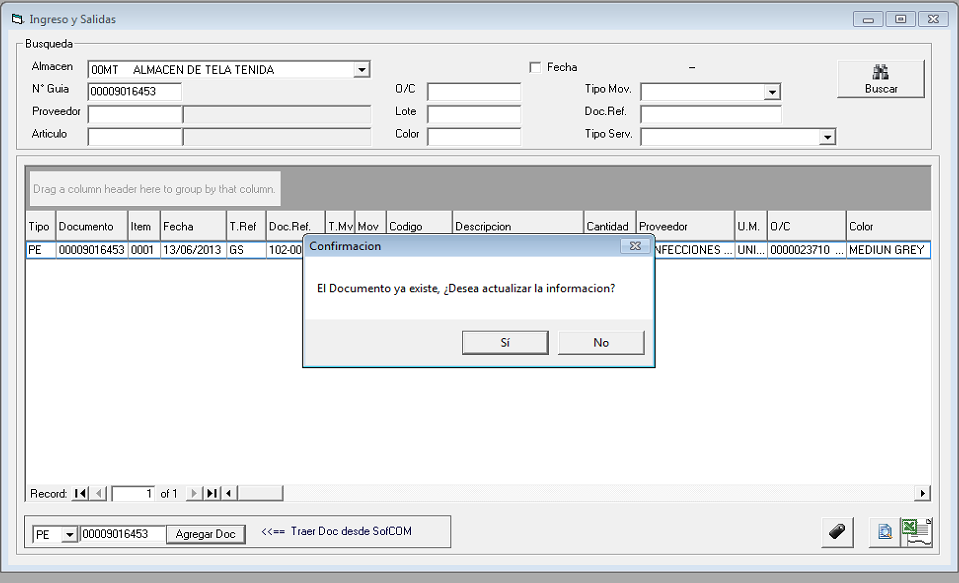 Ingreso y Salidas
Busqueda
Almacen 00MT ALMACEN DE TELA TENIDA Fecha –
N° Guia 00009016453 O/C Tipo Mov. Buscar
Proveedor Lote Doc.Ref.
Articulo Color Tipo Serv.
Drag a column header here to group by that column.
Tipo Documento Item Fecha T.Ref Doc.Ref. T.Mv Mov Codigo Descripcion Cantidad Proveedor U.M. O/C Color
PE 00009016453 0001 13/06/2013 GS 102-00 NFECCIONES ... UNI... 0000023710 ... MEDIUN GREY
Confirmacion
El Documento ya existe, ¿Desea actualizar la informacion?
Sí No
Record: 1 of 1
PE 00009016453 Agregar Doc <<== Traer Doc desde SofCOM